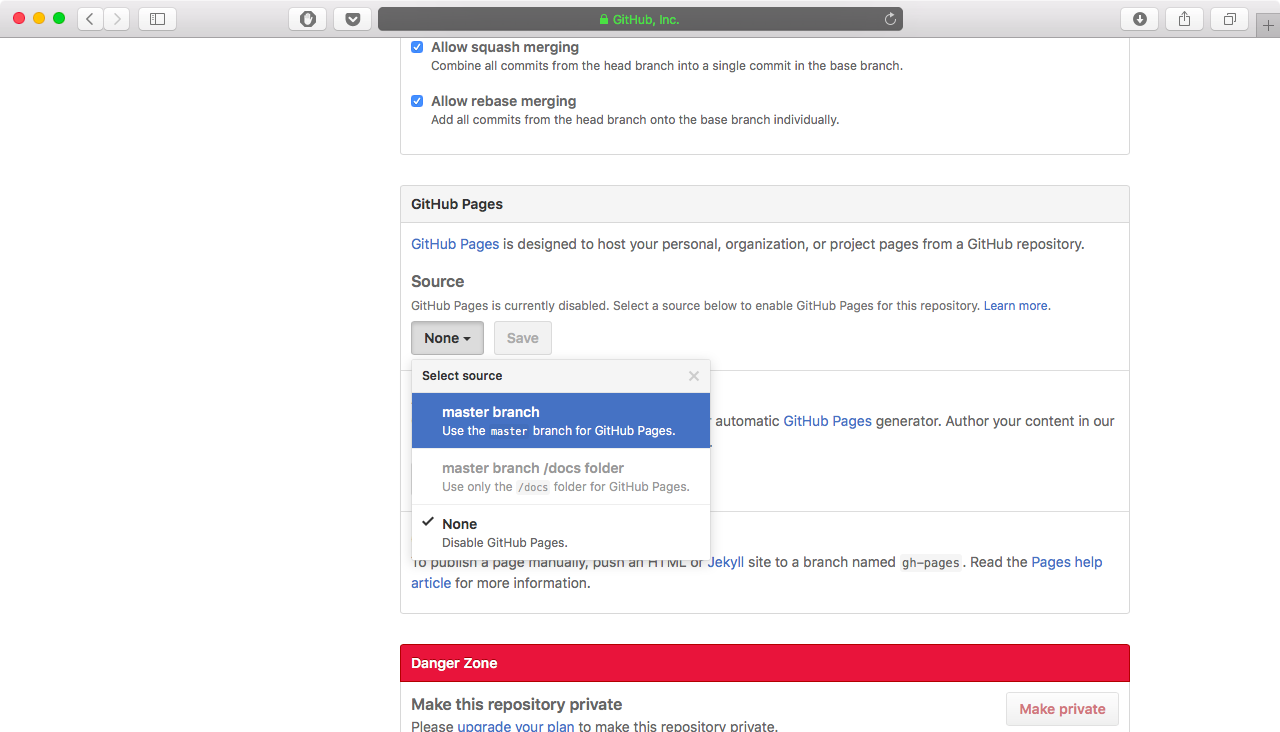 GitHub, Inc.
Allow squash merging
Combine all commits from the head branch into a single commit in the base branch.
Allow rebase merging
Add all commits from the head branch onto the base branch individually.
GitHub Pages
GitHub Pages is designed to host your personal, organization, or project pages from a GitHub repository.
Source
GitHub Pages is currently disabled. Select a source below to enable GitHub Pages for this repository. Learn more.
None Save
Select source
master branch
Use the master branch for GitHub Pages.
automatic GitHub Pages generator. Author your content in our
master branch /docs folder
Use only the /docs folder for GitHub Pages.
None
Disable GitHub Pages.
To publish a page manually, push an HTML or Jekyll site to a branch named gh-pages. Read the Pages help
article for more information.
Danger Zone
Make this repository private
Make private
Please upgrade your plan to make this repository private.